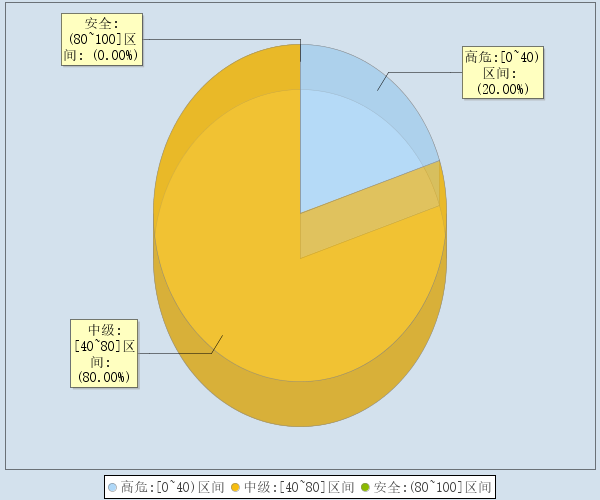 安全:
(80~100]区
间: (0.00%)
高危:[0~40)
区间:
(20.00%)
中级:
[40~80]区
间:
(80.00%)
高危:[0~40)区间 中级:[40~80]区间 安全:(80~100]区间